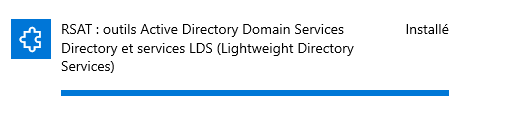 RSAT : outils Active Directory Domain Services Installé
Directory et services LDS (Lightweight Directory
Services)